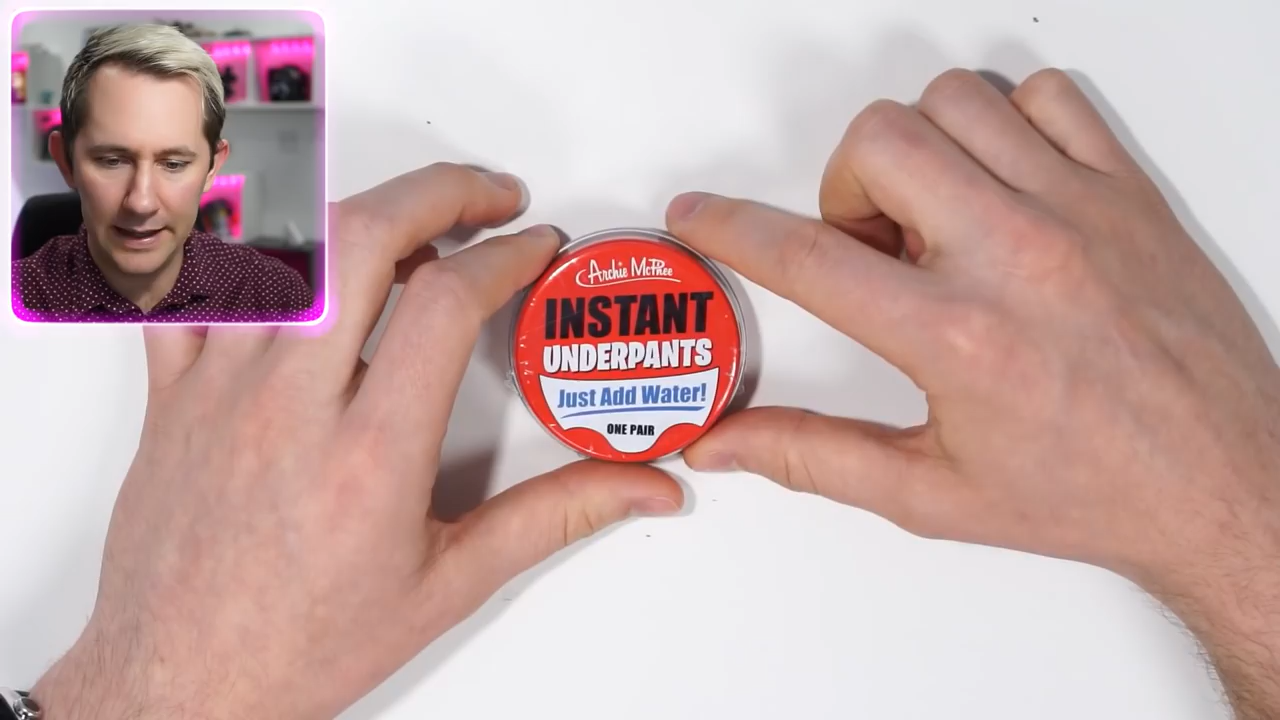 Archie McPhee
INSTANT
UNDERPANTS
Just Add Water!
ONE PAIR